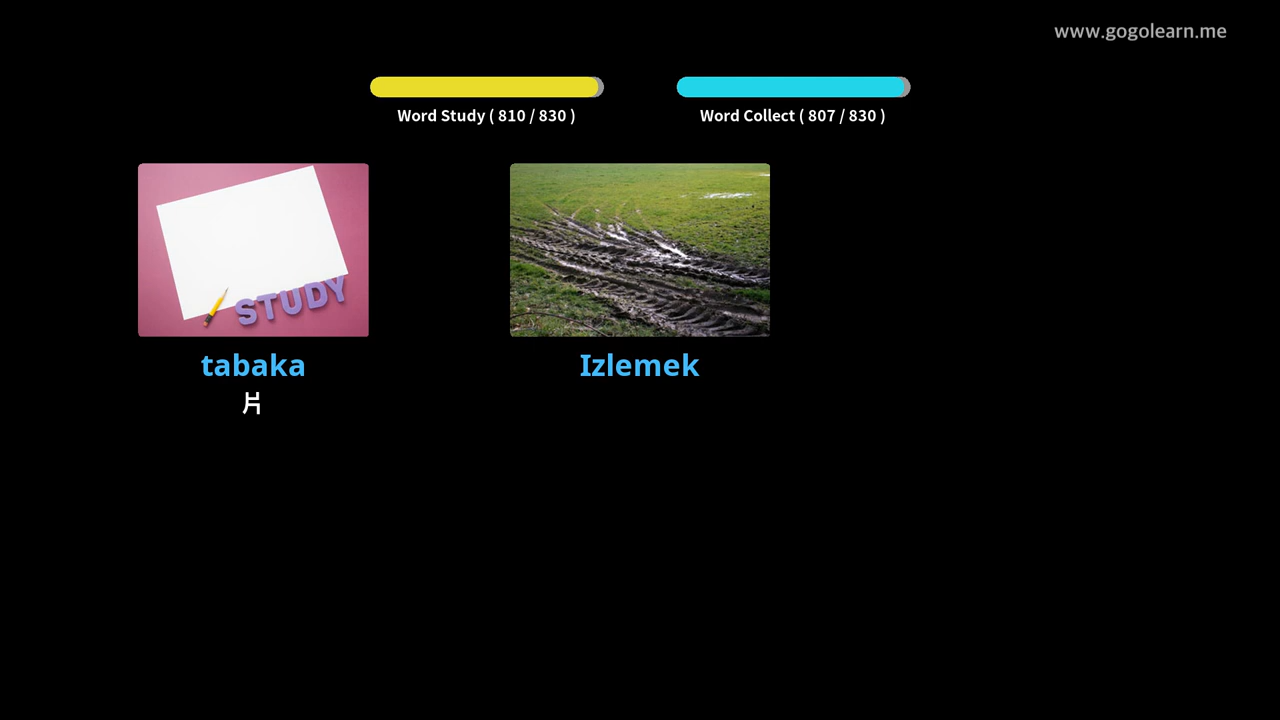 www.gogolearn.me
Word Study ( 810 / 830 )
Word Collect ( 807 / 830 )
STUDY
tabaka
Izlemek
片